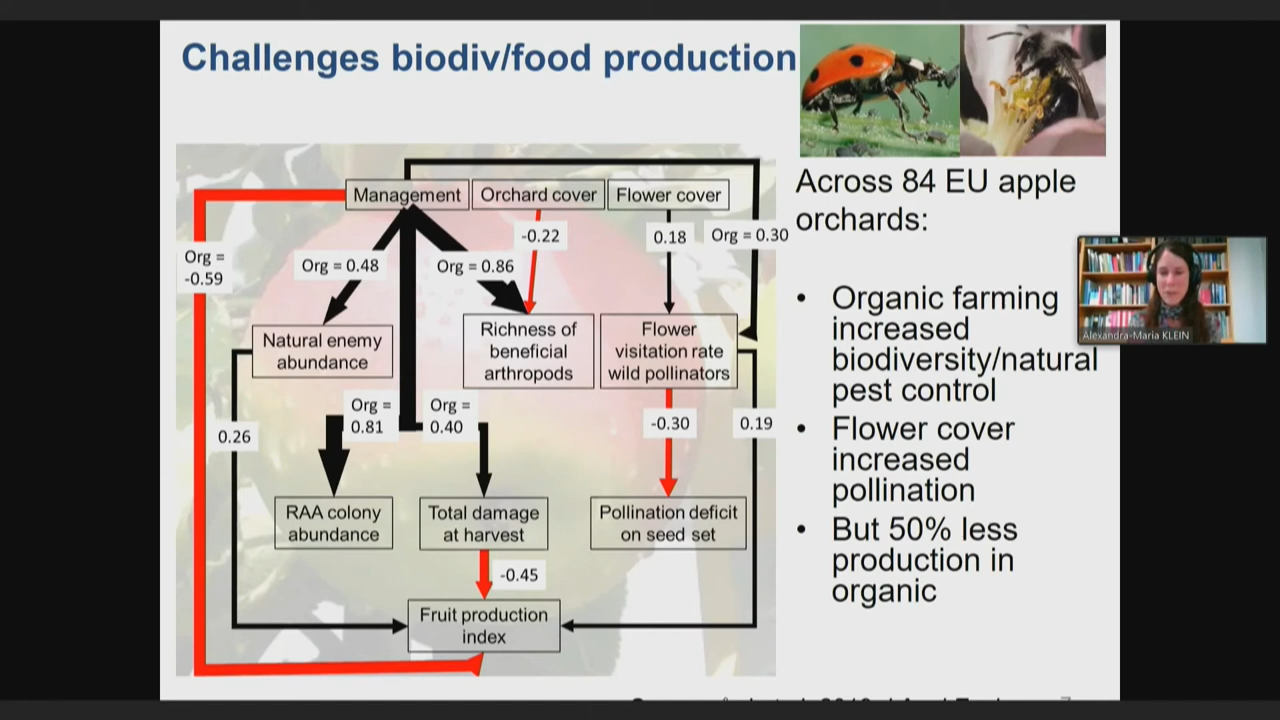 Challenges biodiv/food production
Management
Orchard cover
Flower cover
Org =
-0.59
Org = 0.48
Org = 0.86
-0.22
0.18
Org = 0.30
Natural enemy
abundance
Richness of
beneficial
arthropods
Flower
visitation rate
wild pollinators
0.26
Org =
0.81
Org =
0.40
-0.30
0.19
RAA colony
abundance
Total damage
at harvest
Pollination deficit
on seed set
-0.45
Fruit production
index
Across 84 EU apple
orchards:
• Organic farming
increased
biodiversity/natural
pest control
• Flower cover
increased
pollination
• But 50% less
production in
organic
Alexandra-Maria KLEIN